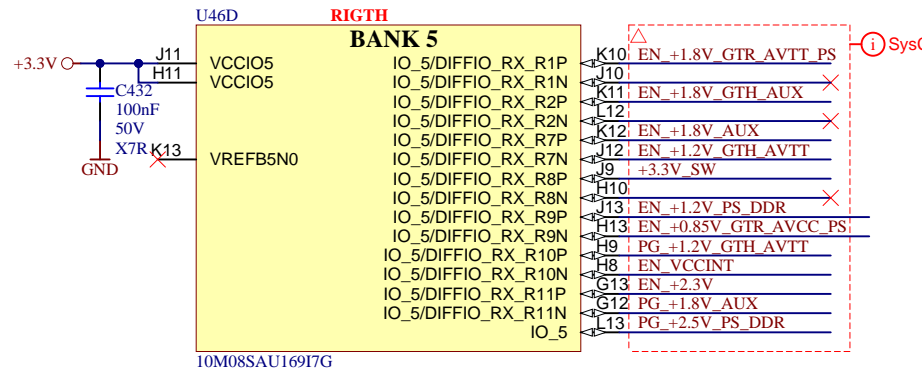 U46D
RIGTH
BANK 5
+3.3V
J11
VCCIO5
H11
VCCIO5
C432
100nF
50V
X7R
GND
K13
VREFB5N0
IO_5/DIFFIO_RX_R1P K10 EN_+1.8V_GTR_AVTT_PS
IO_5/DIFFIO_RX_R1N J10
IO_5/DIFFIO_RX_R2P K11 EN_+1.8V_GTH_AUX
IO_5/DIFFIO_RX_R2N L12
IO_5/DIFFIO_RX_R7P K12 EN_+1.8V_AUX
IO_5/DIFFIO_RX_R7N J12 EN_+1.2V_GTH_AVTT
IO_5/DIFFIO_RX_R8P J9 +3.3V_SW
IO_5/DIFFIO_RX_R8N H10
IO_5/DIFFIO_RX_R9P J13 EN_+1.2V_PS_DDR
IO_5/DIFFIO_RX_R9N H13 EN_+0.85V_GTR_AVCC_PS
IO_5/DIFFIO_RX_R10P H9 PG_+1.2V_GTH_AVTT
IO_5/DIFFIO_RX_R10N H8 EN_VCCINT
IO_5/DIFFIO_RX_R11P G13 EN_+2.3V
IO_5/DIFFIO_RX_R11N G12 PG_+1.8V_AUX
IO_5 L13 PG_+2.5V_PS_DDR
i
10M08SAU169I7G